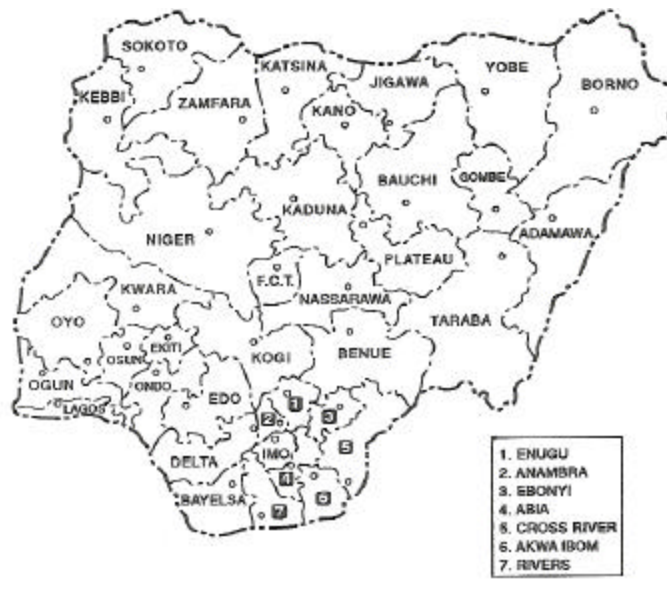 SOKOTO
KATSINA
YOBE
JIGAWA
BORNO
KEBBI
ZAMFARA
KANO
BAUCHI
GOMBE
KADUNA
ADAMAWA
NIGER
PLATEAU
F.C.T.
NASSARAWA
KWARA
TARABA
OYO
EKITI
OSUN
KOGI
BENUE
OGUN
ONDO
EDO
LAGOS
1
2
3
5
IMO
DELTA
4
BAYELSA
6
7
1. ENUGU
2. ANAMBRA
3. EBONYI
4. ABIA
5. CROSS RIVER
6. AKWA IBOM
7. RIVERS